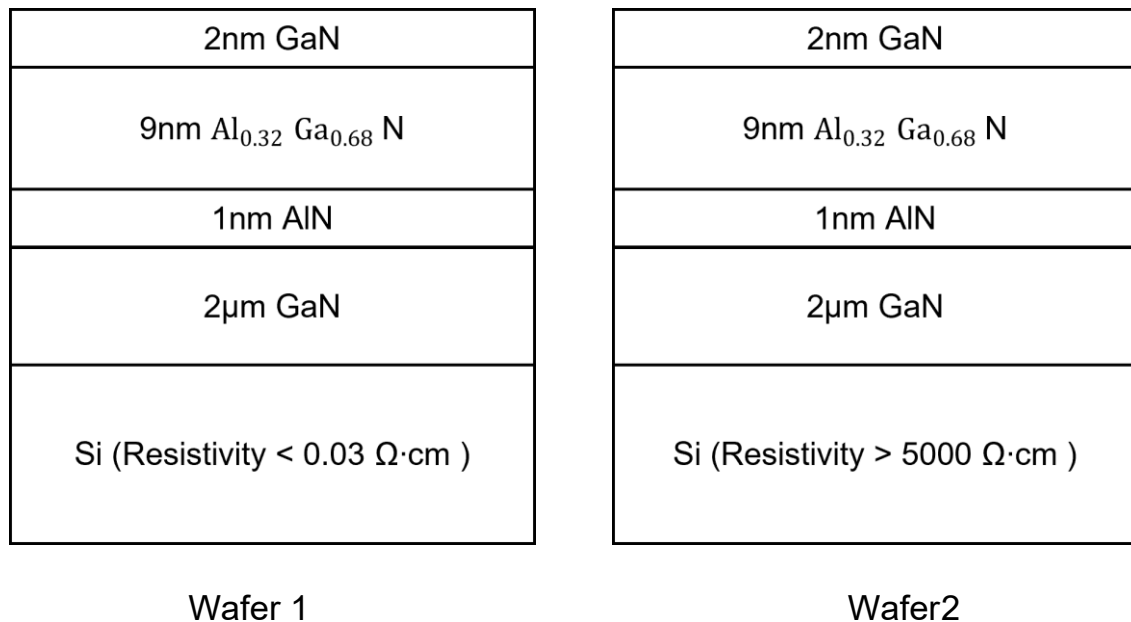 2nm GaN
9nm Al₀.₃₂ Ga₀.₆₈ N
1nm AlN
2μm GaN
Si (Resistivity < 0.03 Ω·cm )
Wafer 1
2nm GaN
9nm Al₀.₃₂ Ga₀.₆₈ N
1nm AlN
2μm GaN
Si (Resistivity > 5000 Ω·cm )
Wafer2